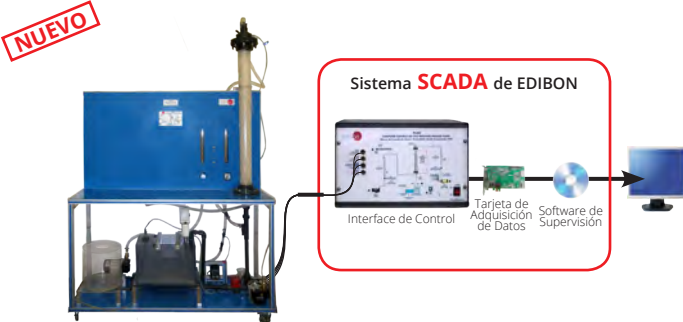 NUEVO
Sistema SCADA de EDIBON
Interface de Control
Tarjeta de
Adquisición
de Datos
Software de
Supervisión